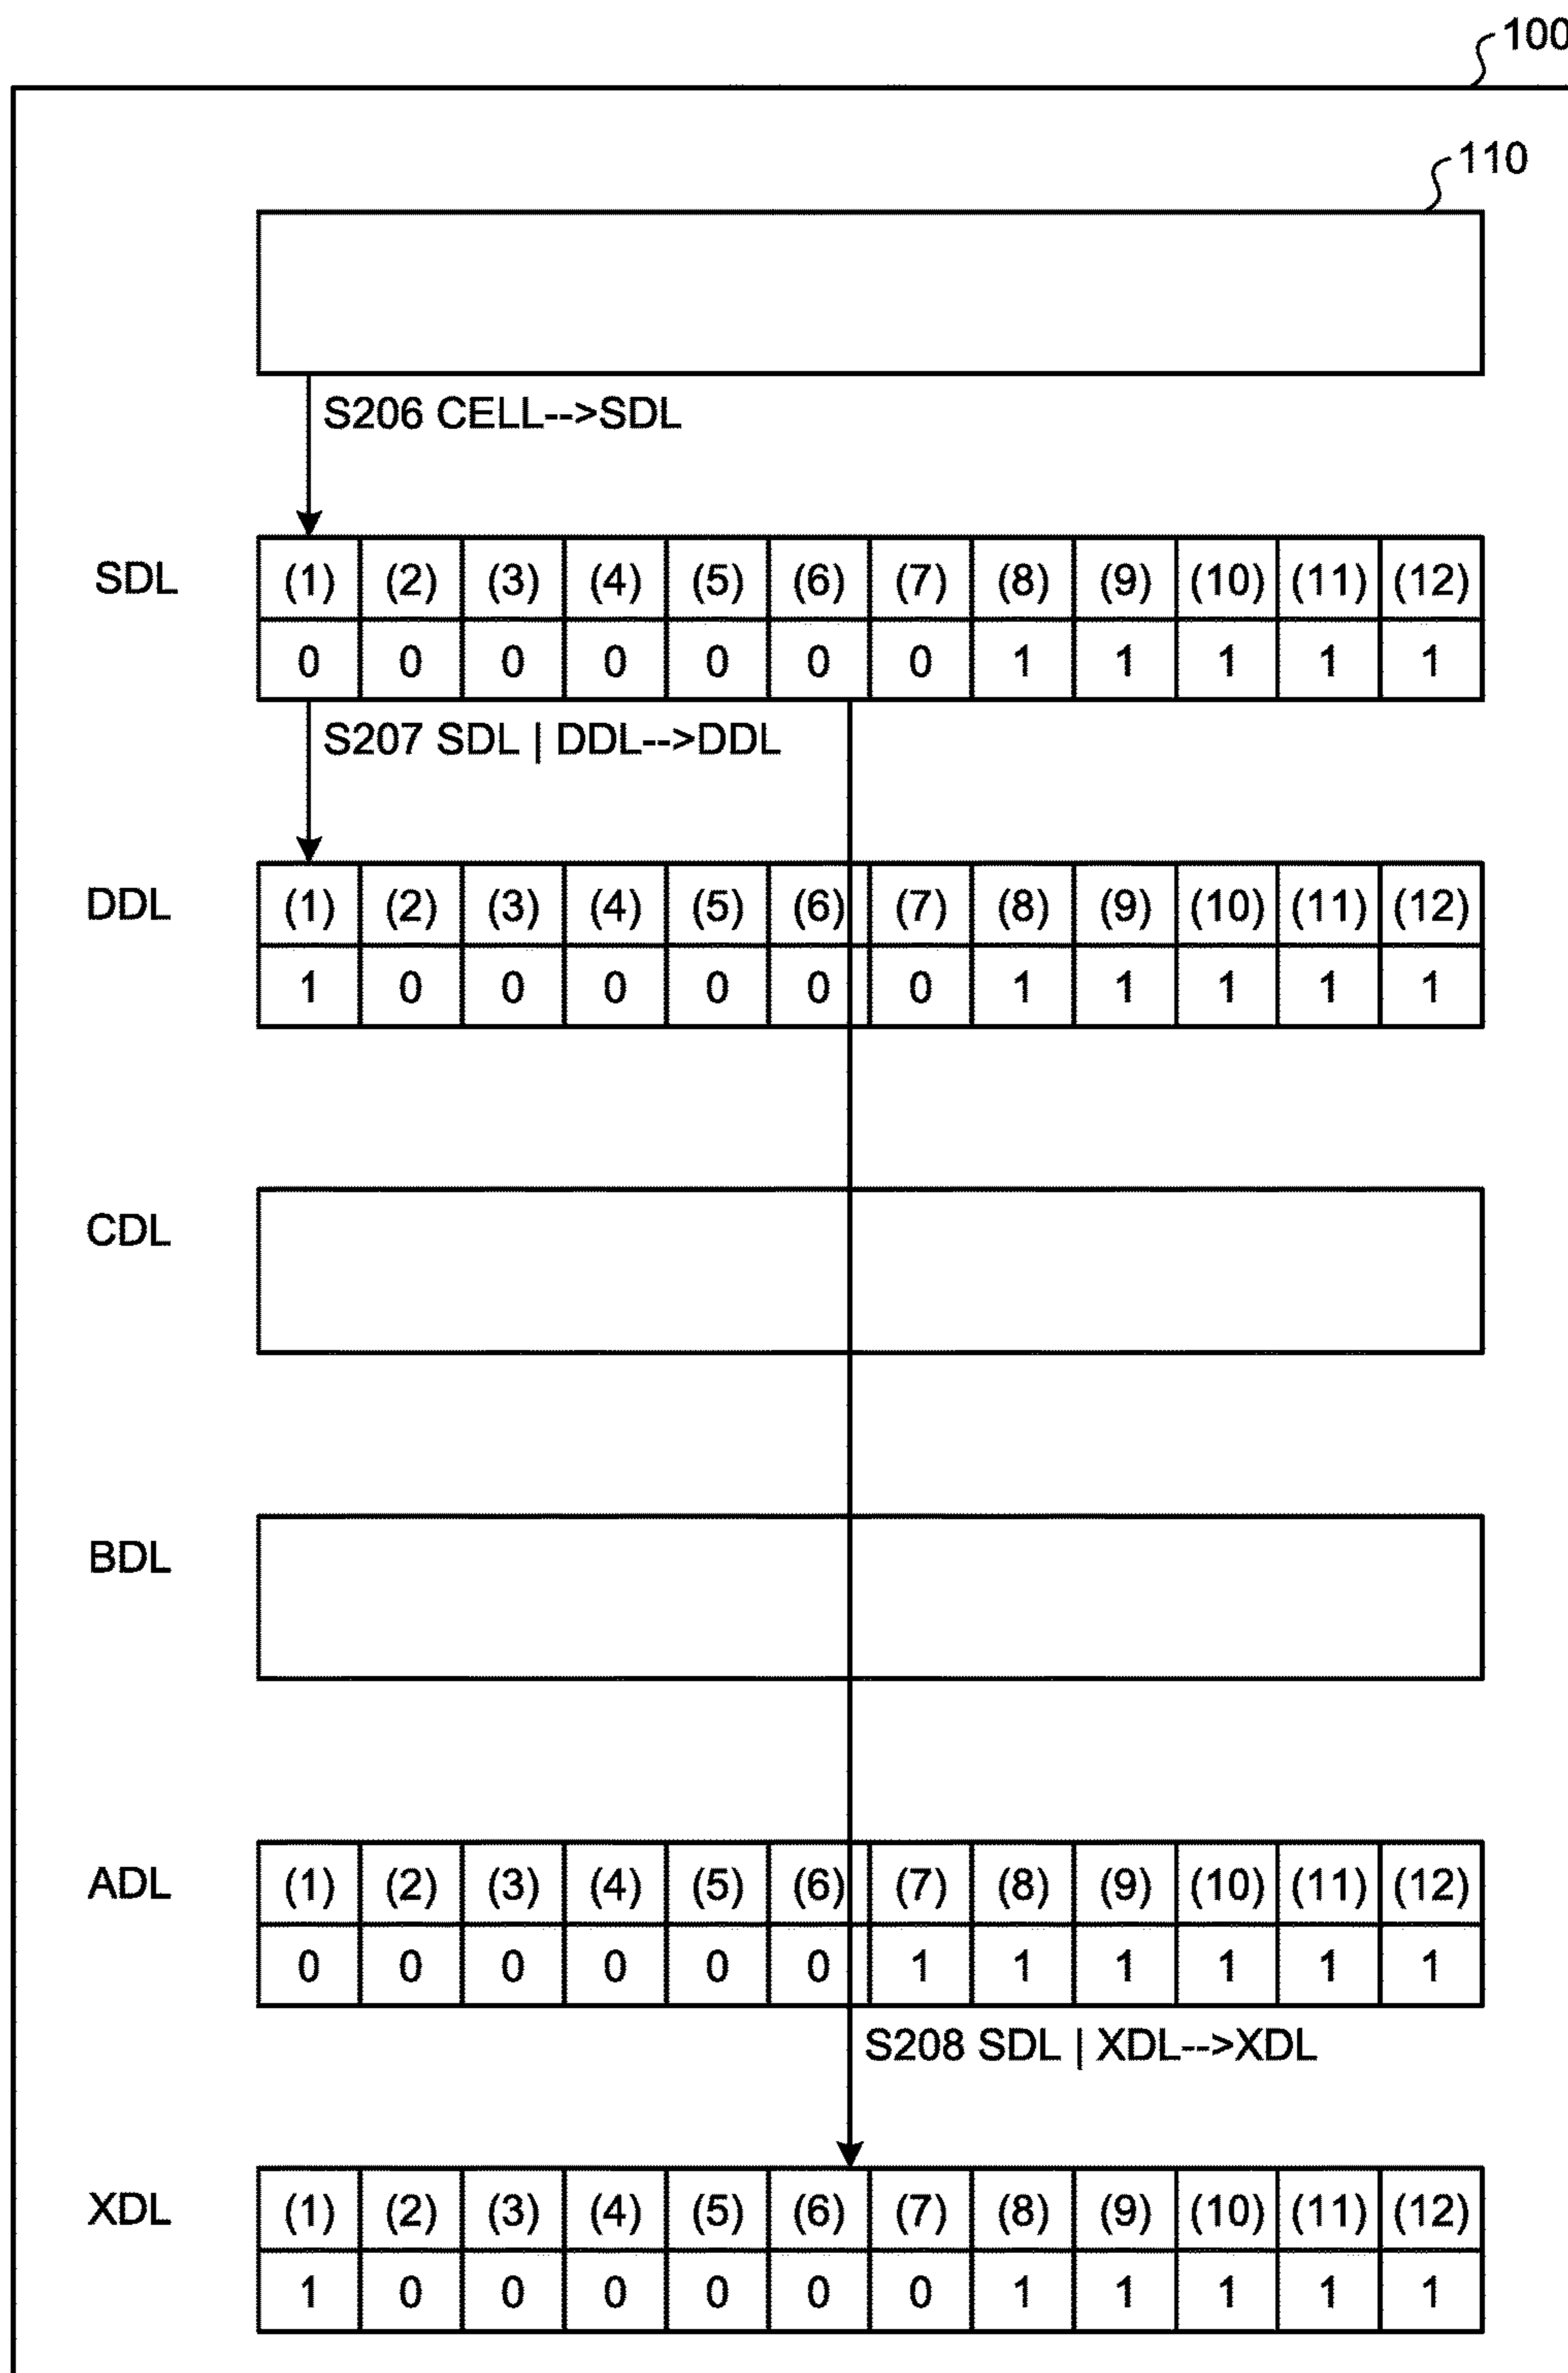 100
110
S206 CELL-->SDL
SDL (1) (2) (3) (4) (5) (6) (7) (8) (9) (10) (11) (12)
0 0 0 0 0 0 0 1 1 1 1 1
S207 SDL | DDL-->DDL
DDL (1) (2) (3) (4) (5) (6) (7) (8) (9) (10) (11) (12)
1 0 0 0 0 0 0 1 1 1 1 1
CDL
BDL
ADL (1) (2) (3) (4) (5) (6) (7) (8) (9) (10) (11) (12)
0 0 0 0 0 0 1 1 1 1 1 1
S208 SDL | XDL-->XDL
XDL (1) (2) (3) (4) (5) (6) (7) (8) (9) (10) (11) (12)
1 0 0 0 0 0 0 1 1 1 1 1